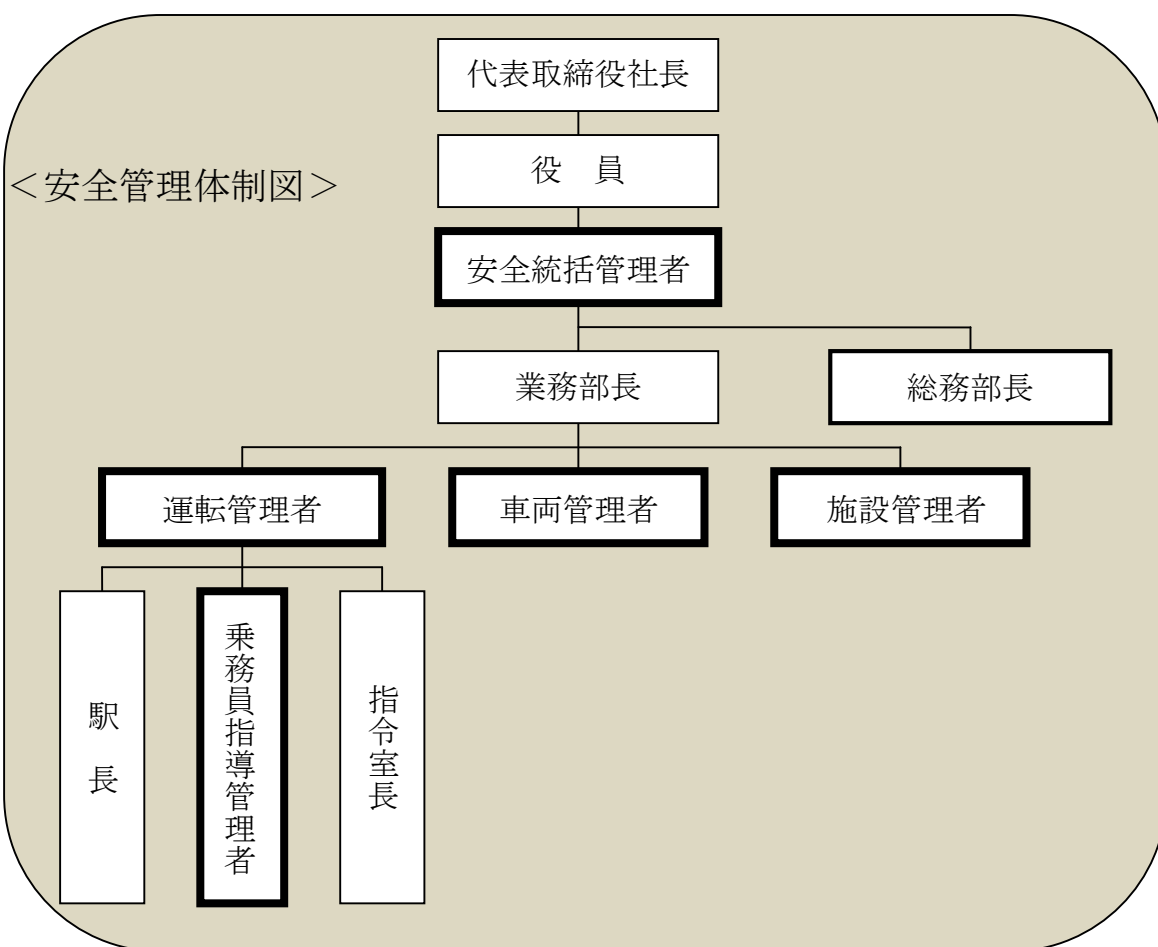 代表取締役社長
役 員
＜安全管理体制図＞
安全統括管理者
業務部長
総務部長
運転管理者
車両管理者
施設管理者
駅長
乗務員指導管理者
指令室長